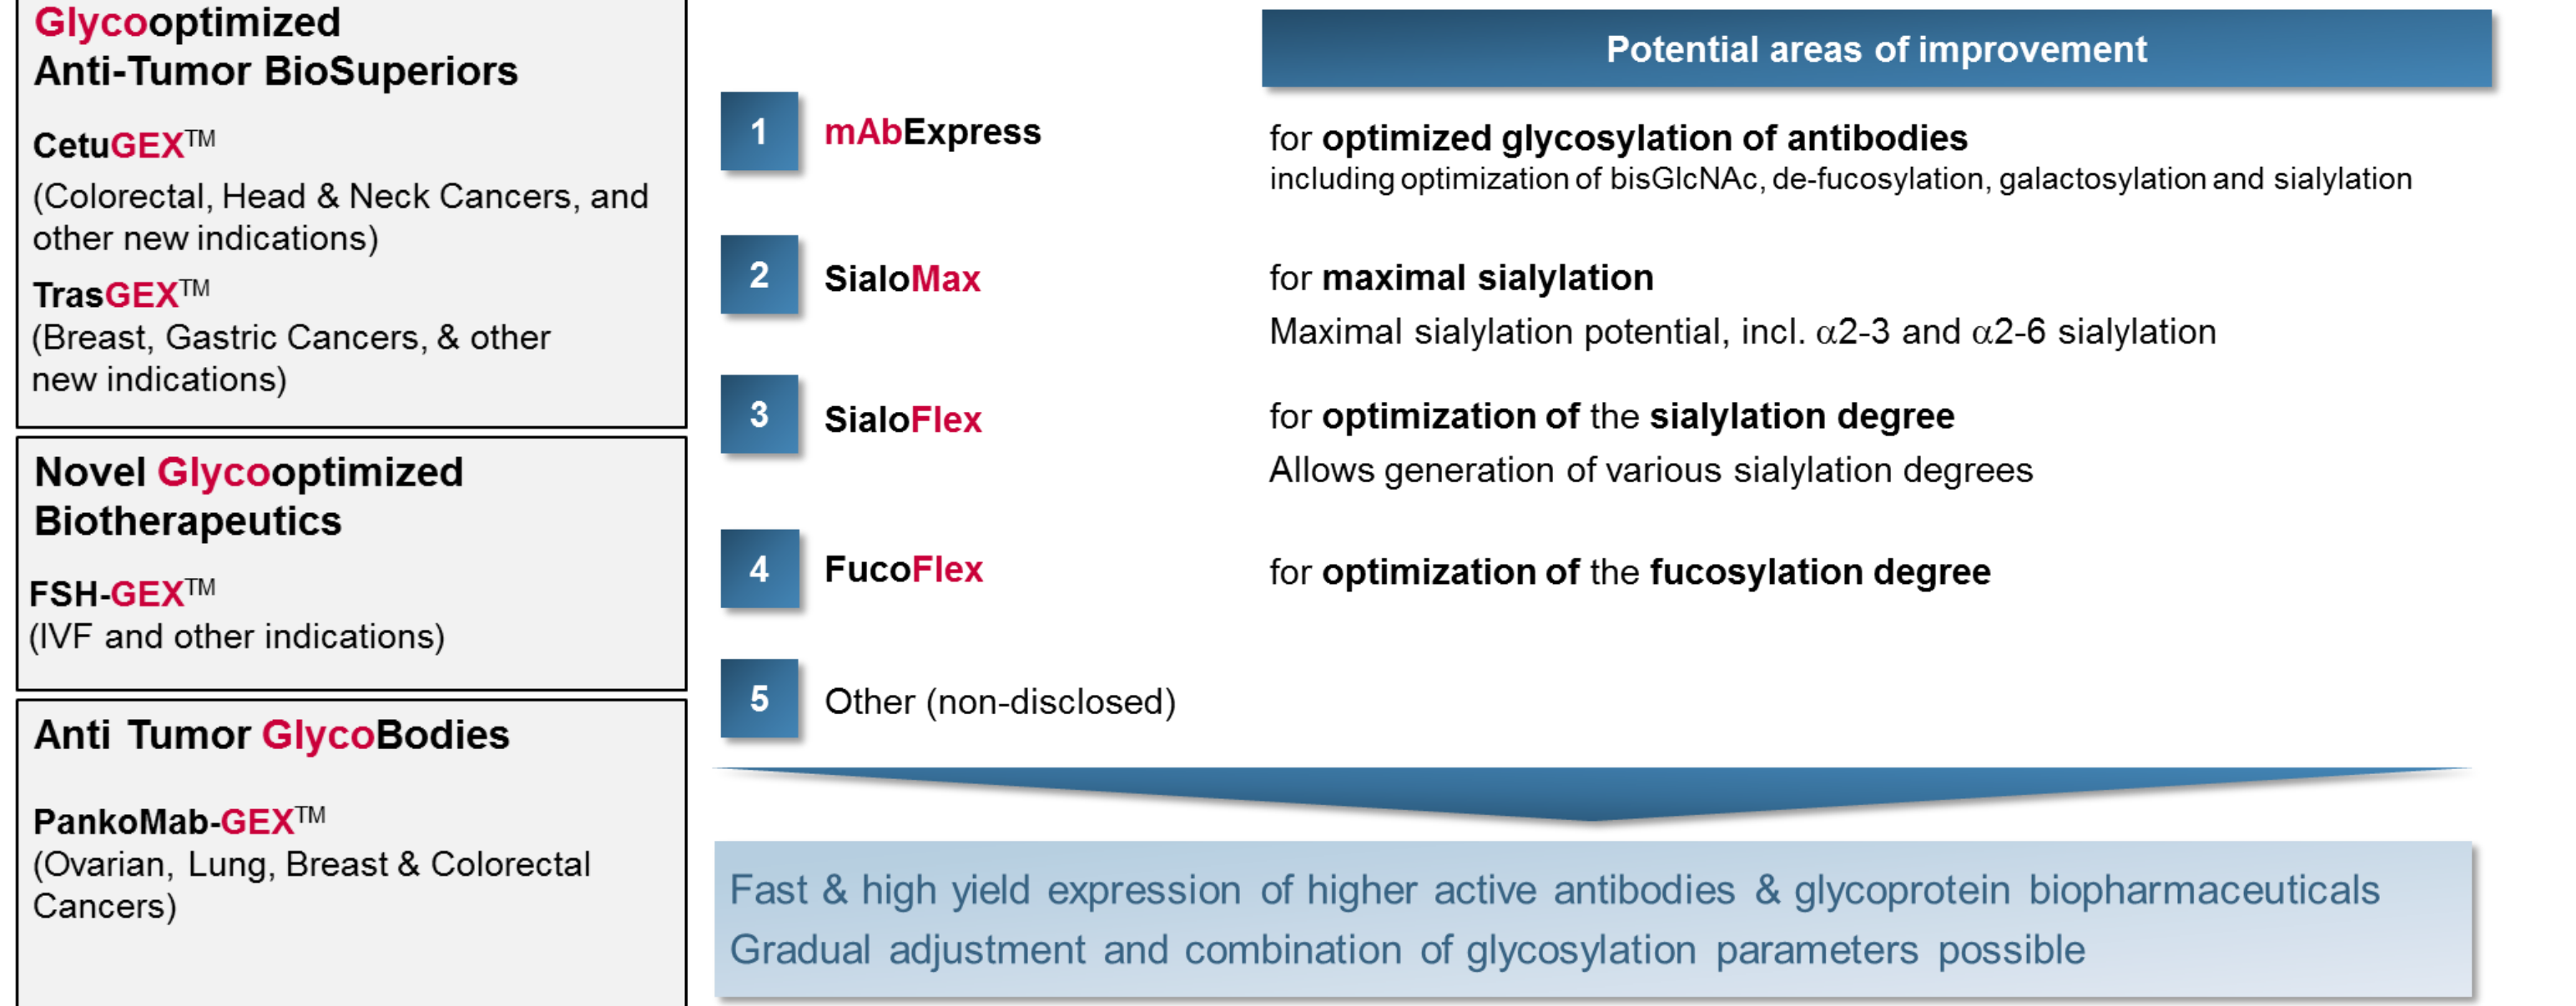 Glycooptimized
Anti-Tumor BioSuperiors
CetuGEX™
(Colorectal, Head & Neck Cancers, and
other new indications)
TrasGEX™
(Breast, Gastric Cancers, & other
new indications)
Novel Glycooptimized
Biotherapeutics
FSH-GEX™
(IVF and other indications)
Anti Tumor GlycoBodies
PankoMab-GEX™
(Ovarian, Lung, Breast & Colorectal
Cancers)
Potential areas of improvement
1 mAbExpress for optimized glycosylation of antibodies
including optimization of bisGlcNAc, de-fucosylation, galactosylation and sialylation
2 SialoMax for maximal sialylation
Maximal sialylation potential, incl. α2-3 and α2-6 sialylation
3 SialoFlex for optimization of the sialylation degree
Allows generation of various sialylation degrees
4 FucoFlex for optimization of the fucosylation degree
5 Other (non-disclosed)
Fast & high yield expression of higher active antibodies & glycoprotein biopharmaceuticals
Gradual adjustment and combination of glycosylation parameters possible